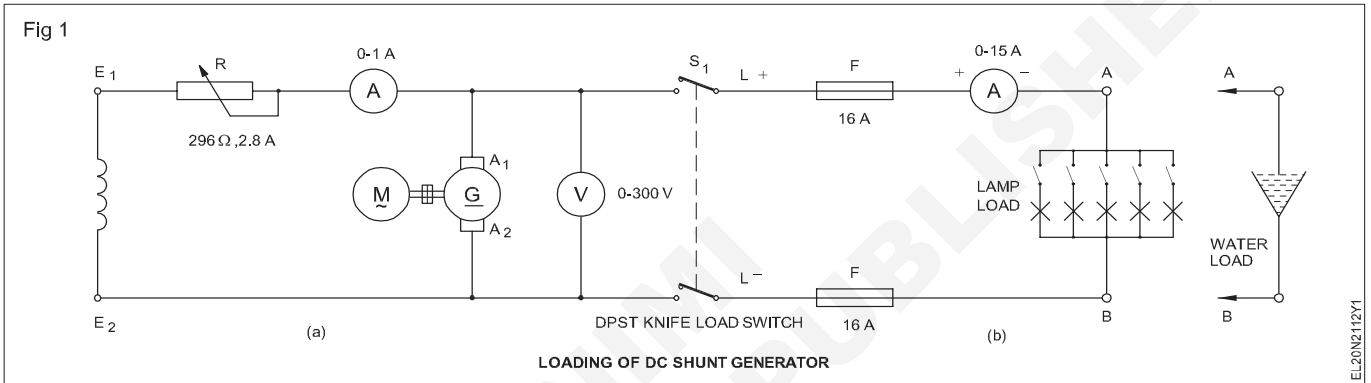 Fig 1
0-1 A
0-15 A
E 1
R
A
S 1
L +
F
+
A
−
A
A
296 Ω ,2.8 A
16 A
A 1
M
~
G
V
0-300 V
LAMP
LOAD
A 2
WATER
LOAD
L −
F
E 2
(a)
DPST KNIFE LOAD SWITCH
16 A
(b)
B
B
LOADING OF DC SHUNT GENERATOR
EL20N2112Y1